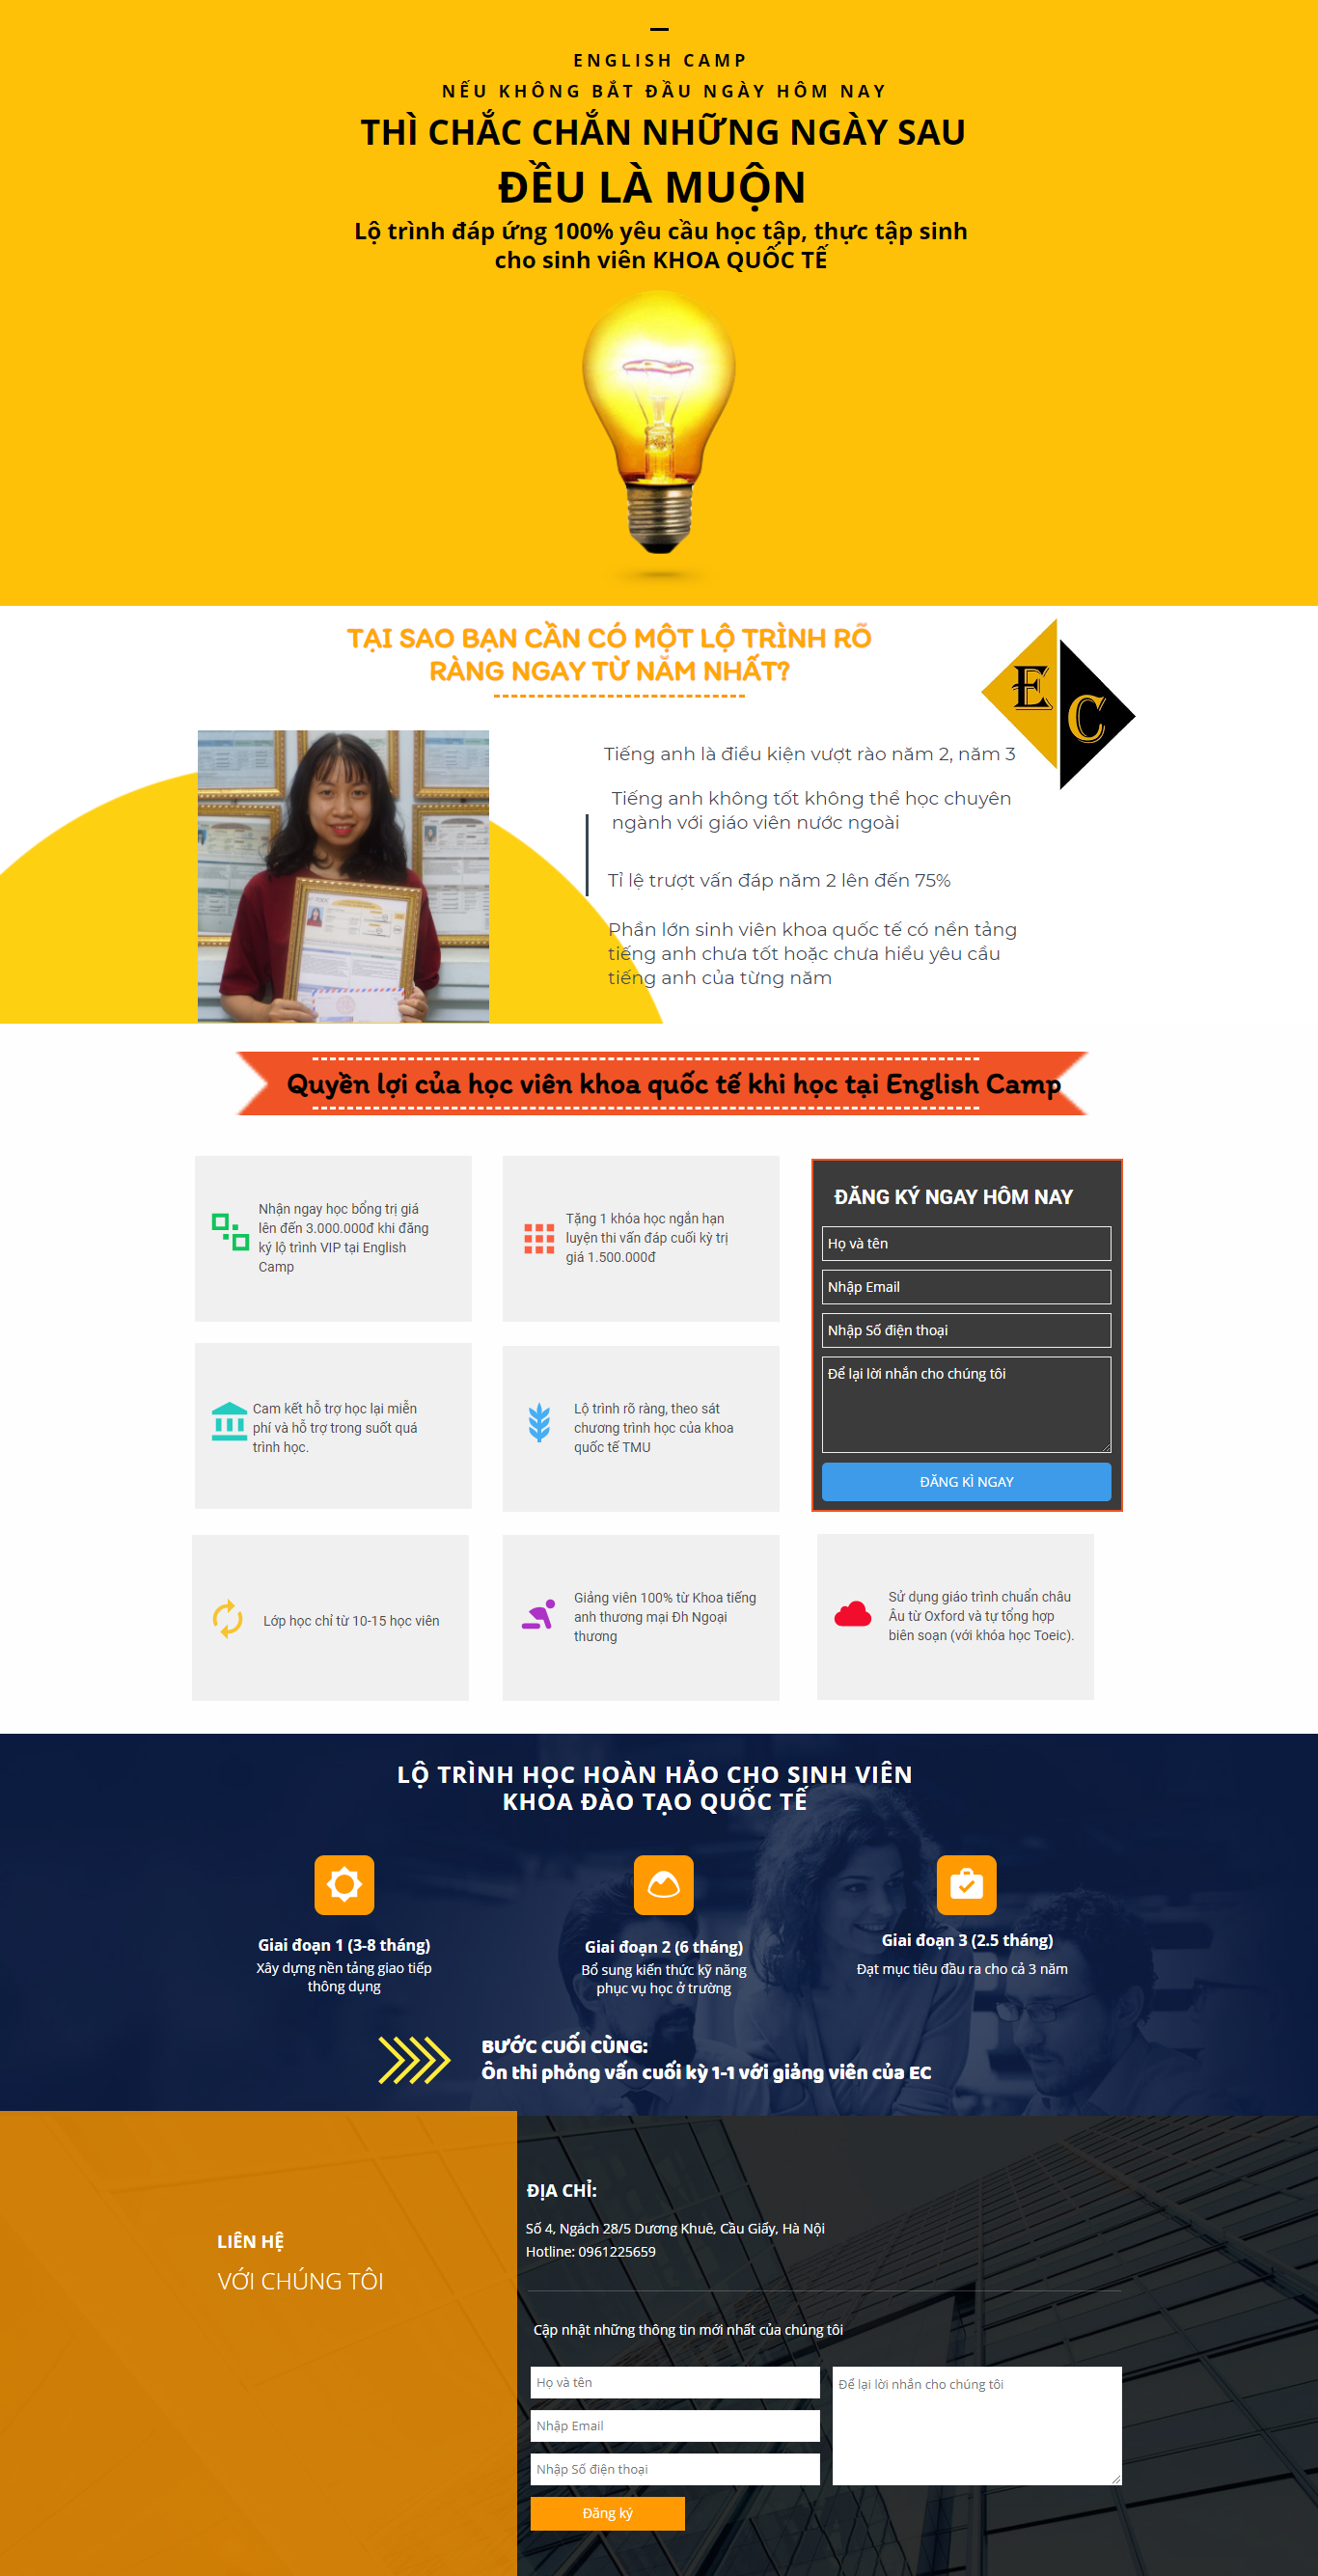 ENGLISH CAMP
NẾU KHÔNG BẮT ĐẦU NGÀY HÔM NAY
THÌ CHẮC CHẮN NHỮNG NGÀY SAU
ĐỀU LÀ MUỘN
Lộ trình đáp ứng 100% yêu cầu học tập, thực tập sinh
cho sinh viên KHOA QUỐC TẾ
TẠI SAO BẠN CẦN CÓ MỘT LỘ TRÌNH RÕ
RÀNG NGAY TỪ NĂM NHẤT?
E C
Tiếng anh là điều kiện vượt rào năm 2, năm 3
Tiếng anh không tốt không thể học chuyên
ngành với giáo viên nước ngoài
Tỉ lệ trượt vấn đáp năm 2 lên đến 75%
Phần lớn sinh viên khoa quốc tế có nền tảng
tiếng anh chưa tốt hoặc chưa hiểu yêu cầu
tiếng anh của từng năm
Quyền lợi của học viên khoa quốc tế khi học tại English Camp
Nhận ngay học bổng trị giá
lên đến 3.000.000đ khi đăng
ký lộ trình VIP tại English
Camp
Tặng 1 khóa học ngắn hạn
luyện thi vấn đáp cuối kỳ trị
giá 1.500.000đ
ĐĂNG KÝ NGAY HÔM NAY
Họ và tên
Nhập Email
Nhập Số điện thoại
Để lại lời nhắn cho chúng tôi
ĐĂNG KÌ NGAY
Cam kết hỗ trợ học lại miễn
phí và hỗ trợ trong suốt quá
trình học.
Lộ trình rõ ràng, theo sát
chương trình học của khoa
quốc tế TMU
Lớp học chỉ từ 10-15 học viên
Giảng viên 100% từ Khoa tiếng
anh thương mại Đh Ngoại
thương
Sử dụng giáo trình chuẩn châu
Âu từ Oxford và tự tổng hợp
biên soạn (với khóa học Toeic).
LỘ TRÌNH HỌC HOÀN HẢO CHO SINH VIÊN
KHOA ĐÀO TẠO QUỐC TẾ
Giai đoạn 1 (3-8 tháng)
Xây dựng nền tảng giao tiếp
thông dụng
Giai đoạn 2 (6 tháng)
Bổ sung kiến thức kỹ năng
phục vụ học ở trường
Giai đoạn 3 (2.5 tháng)
Đạt mục tiêu đầu ra cho cả 3 năm
BƯỚC CUỐI CÙNG:
Ôn thi phỏng vấn cuối kỳ 1-1 với giảng viên của EC
LIÊN HỆ
VỚI CHÚNG TÔI
ĐỊA CHỈ:
Số 4, Ngách 28/5 Dương Khuê, Cầu Giấy, Hà Nội
Hotline: 0961225659
Cập nhật những thông tin mới nhất của chúng tôi
Họ và tên
Nhập Email
Nhập Số điện thoại
Để lại lời nhắn cho chúng tôi
Đăng ký